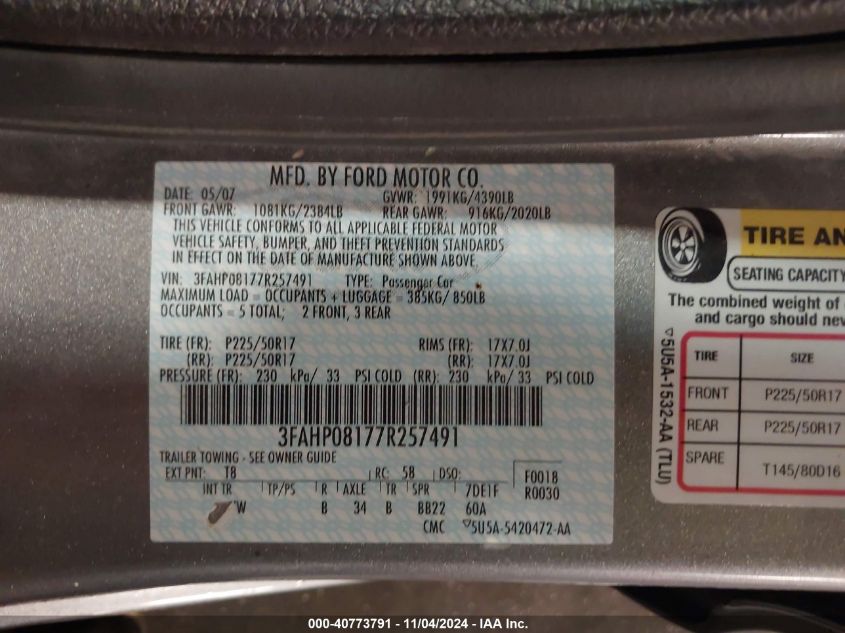 MFD. BY FORD MOTOR CO.
DATE: 05/07 GVWR: 1991KG/4390LB
FRONT GAWR: 1081KG/2384LB REAR GAWR: 916KG/2020LB
THIS VEHICLE CONFORMS TO ALL APPLICABLE FEDERAL MOTOR
VEHICLE SAFETY, BUMPER, AND THEFT PREVENTION STANDARDS
IN EFFECT ON THE DATE OF MANUFACTURE SHOWN ABOVE.
VIN: 3FAHP08177R257491 TYPE: Passenger Car
MAXIMUM LOAD = OCCUPANTS + LUGGAGE = 385KG/ 850LB
OCCUPANTS = 5 TOTAL; 2 FRONT, 3 REAR
TIRE (FR): P225/50R17 RIMS (FR): 17X7.0J
(RR): P225/50R17 (RR): 17X7.0J
PRESSURE (FR): 230 kPa/ 33 PSI COLD (RR): 230 kPa/ 33 PSI COLD
3FAHP08177R257491
TRAILER TOWING - SEE OWNER GUIDE
EXT PNT: T8 RC: 58 DSO: F0018
INT TR TP/PS R AXLE TR SPR 7DE1F R0030
W B 34 B BB22 60A
CMC 5U5A-5420472-AA
TIRE AN
SEATING CAPACITY
The combined weight of
and cargo should nev
5U5A-1532-AA (TLU)
TIRE SIZE
FRONT P225/50R17
REAR P225/50R17
SPARE T145/80D16
000-40773791 - 11/04/2024 - IAA Inc.